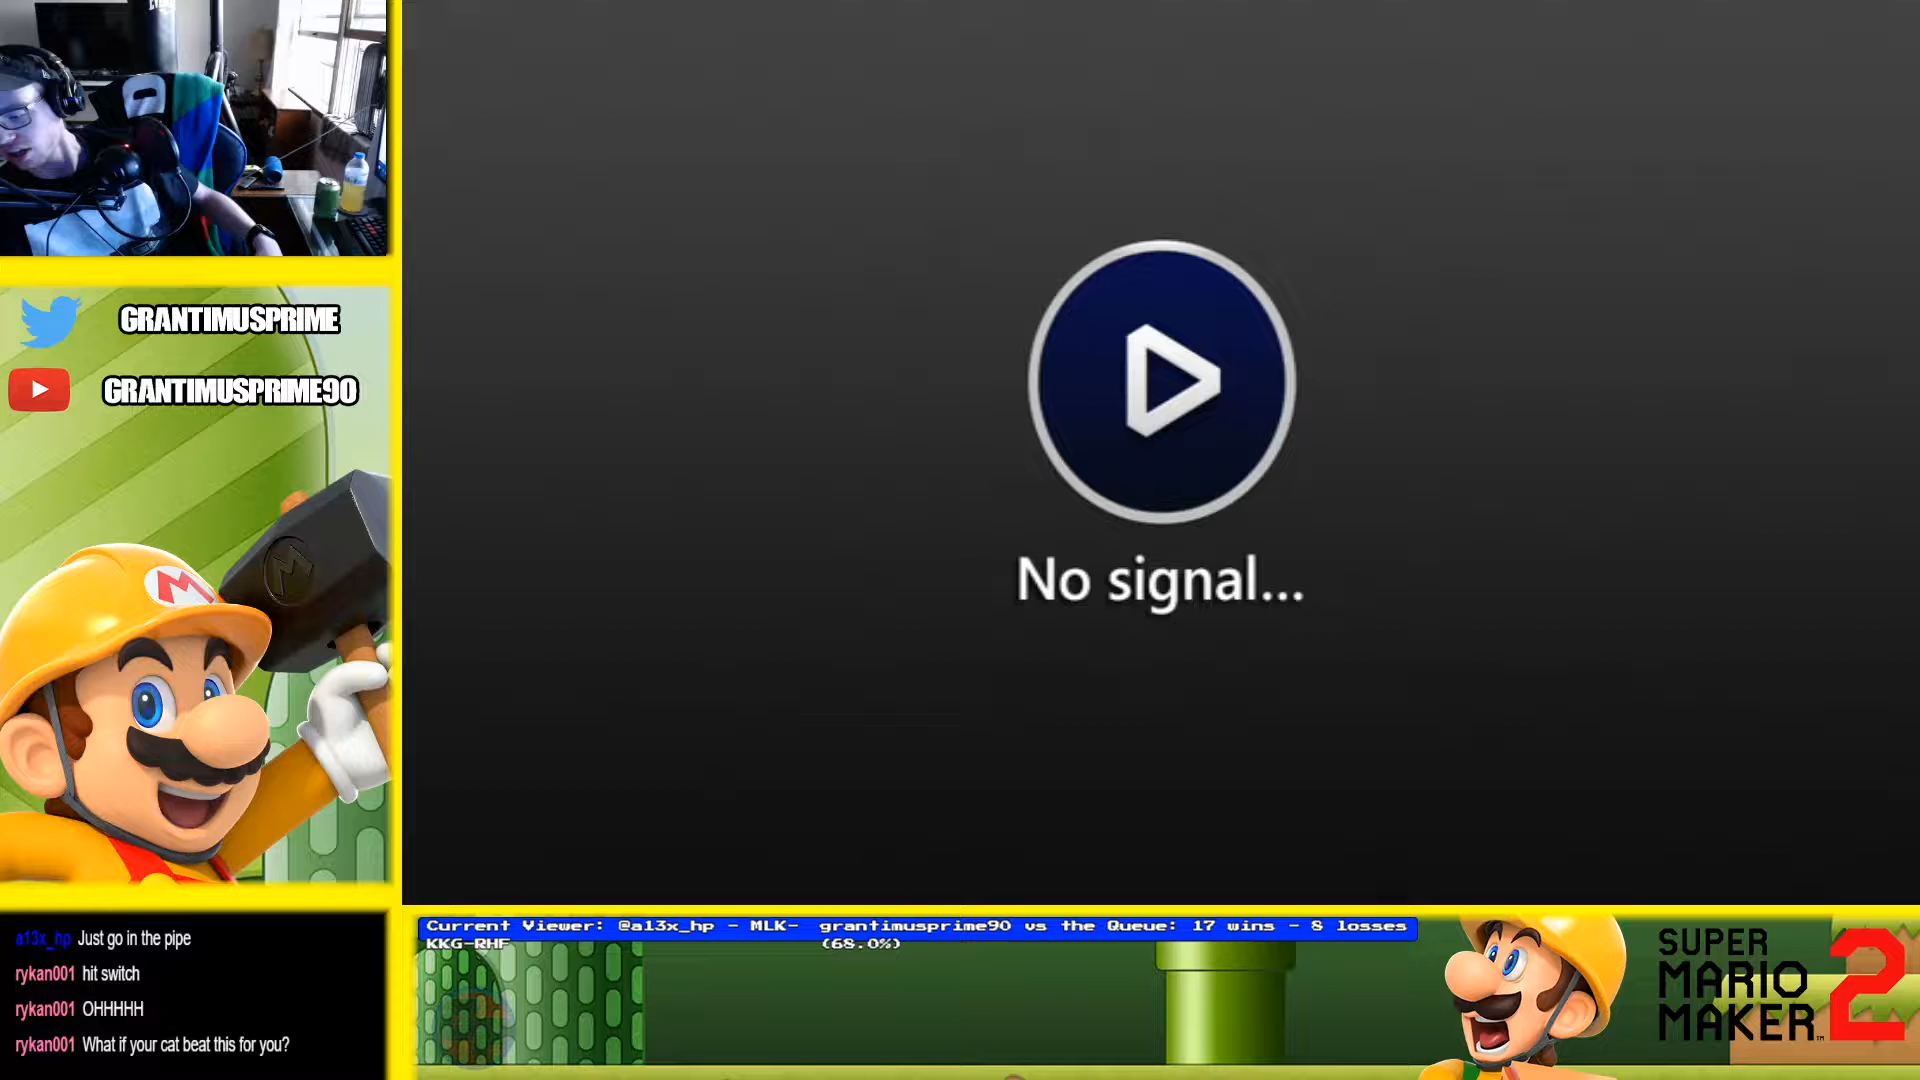 GRANTIMUSPRIME
GRANTIMUSPRIME90
No signal...
a13x_hp Just go in the pipe
rykan001 hit switch
rykan001 OHHHHH
rykan001 What if your cat beat this for you?
Current Viewer: @a13x_hp - MLK-
KKG-RHF
grantimusprime90 vs the Queue: 17 wins - 8 losses
(68.0%)
SUPER
MARIO
MAKER™ 2
M
M